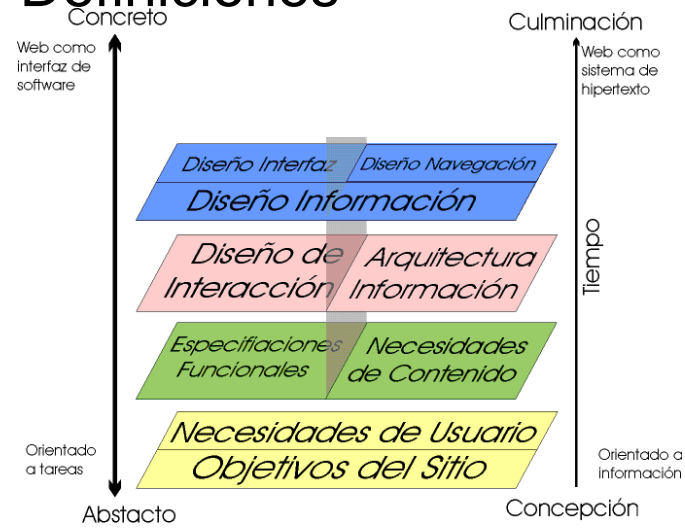 Definiciones
Concreto
Culminación
Web como
interfaz de
software
Web como
sistema de
hipertexto
Diseño Interfaz
Diseño Navegación
Diseño Información
Diseño de
Interacción
Arquitectura
Información
Tiempo
Especifiaciones
Funcionales
Necesidades
de Contenido
Necesidades de Usuario
Objetivos del Sitio
Orientado
a tareas
Orientado a
información
Abstacto
Concepción